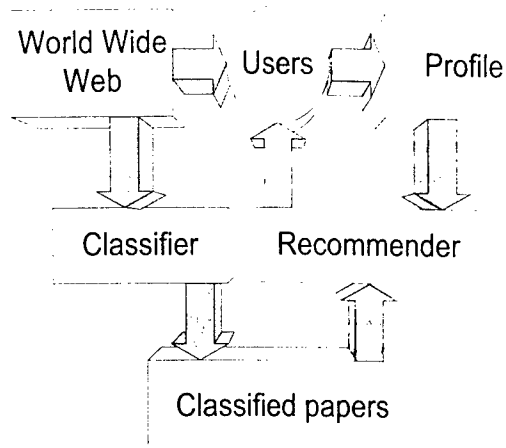 World Wide
Web
Users
Profile
Classifier
Recommender
Classified papers